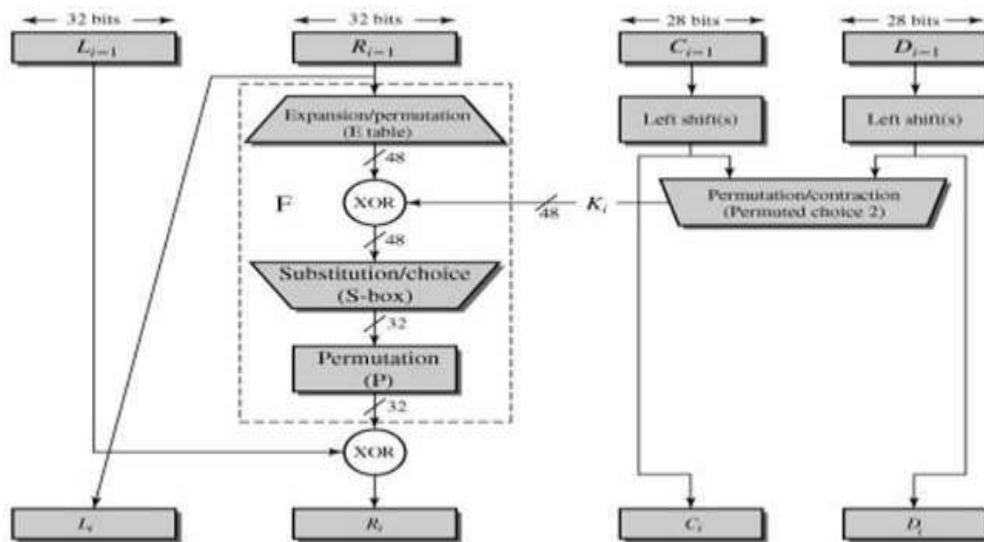 32 bits
32 bits
28 bits
28 bits
L_{i−1}
R_{i−1}
C_{i−1}
D_{i−1}
Expansion/permutation
(E table)
Left shift(s)
Left shift(s)
48
F
XOR
48
K_i
Permutation/contraction
(Permuted choice 2)
48
Substitution/choice
(S-box)
32
Permutation
(P)
32
XOR
L_i
R_i
C_i
D_i